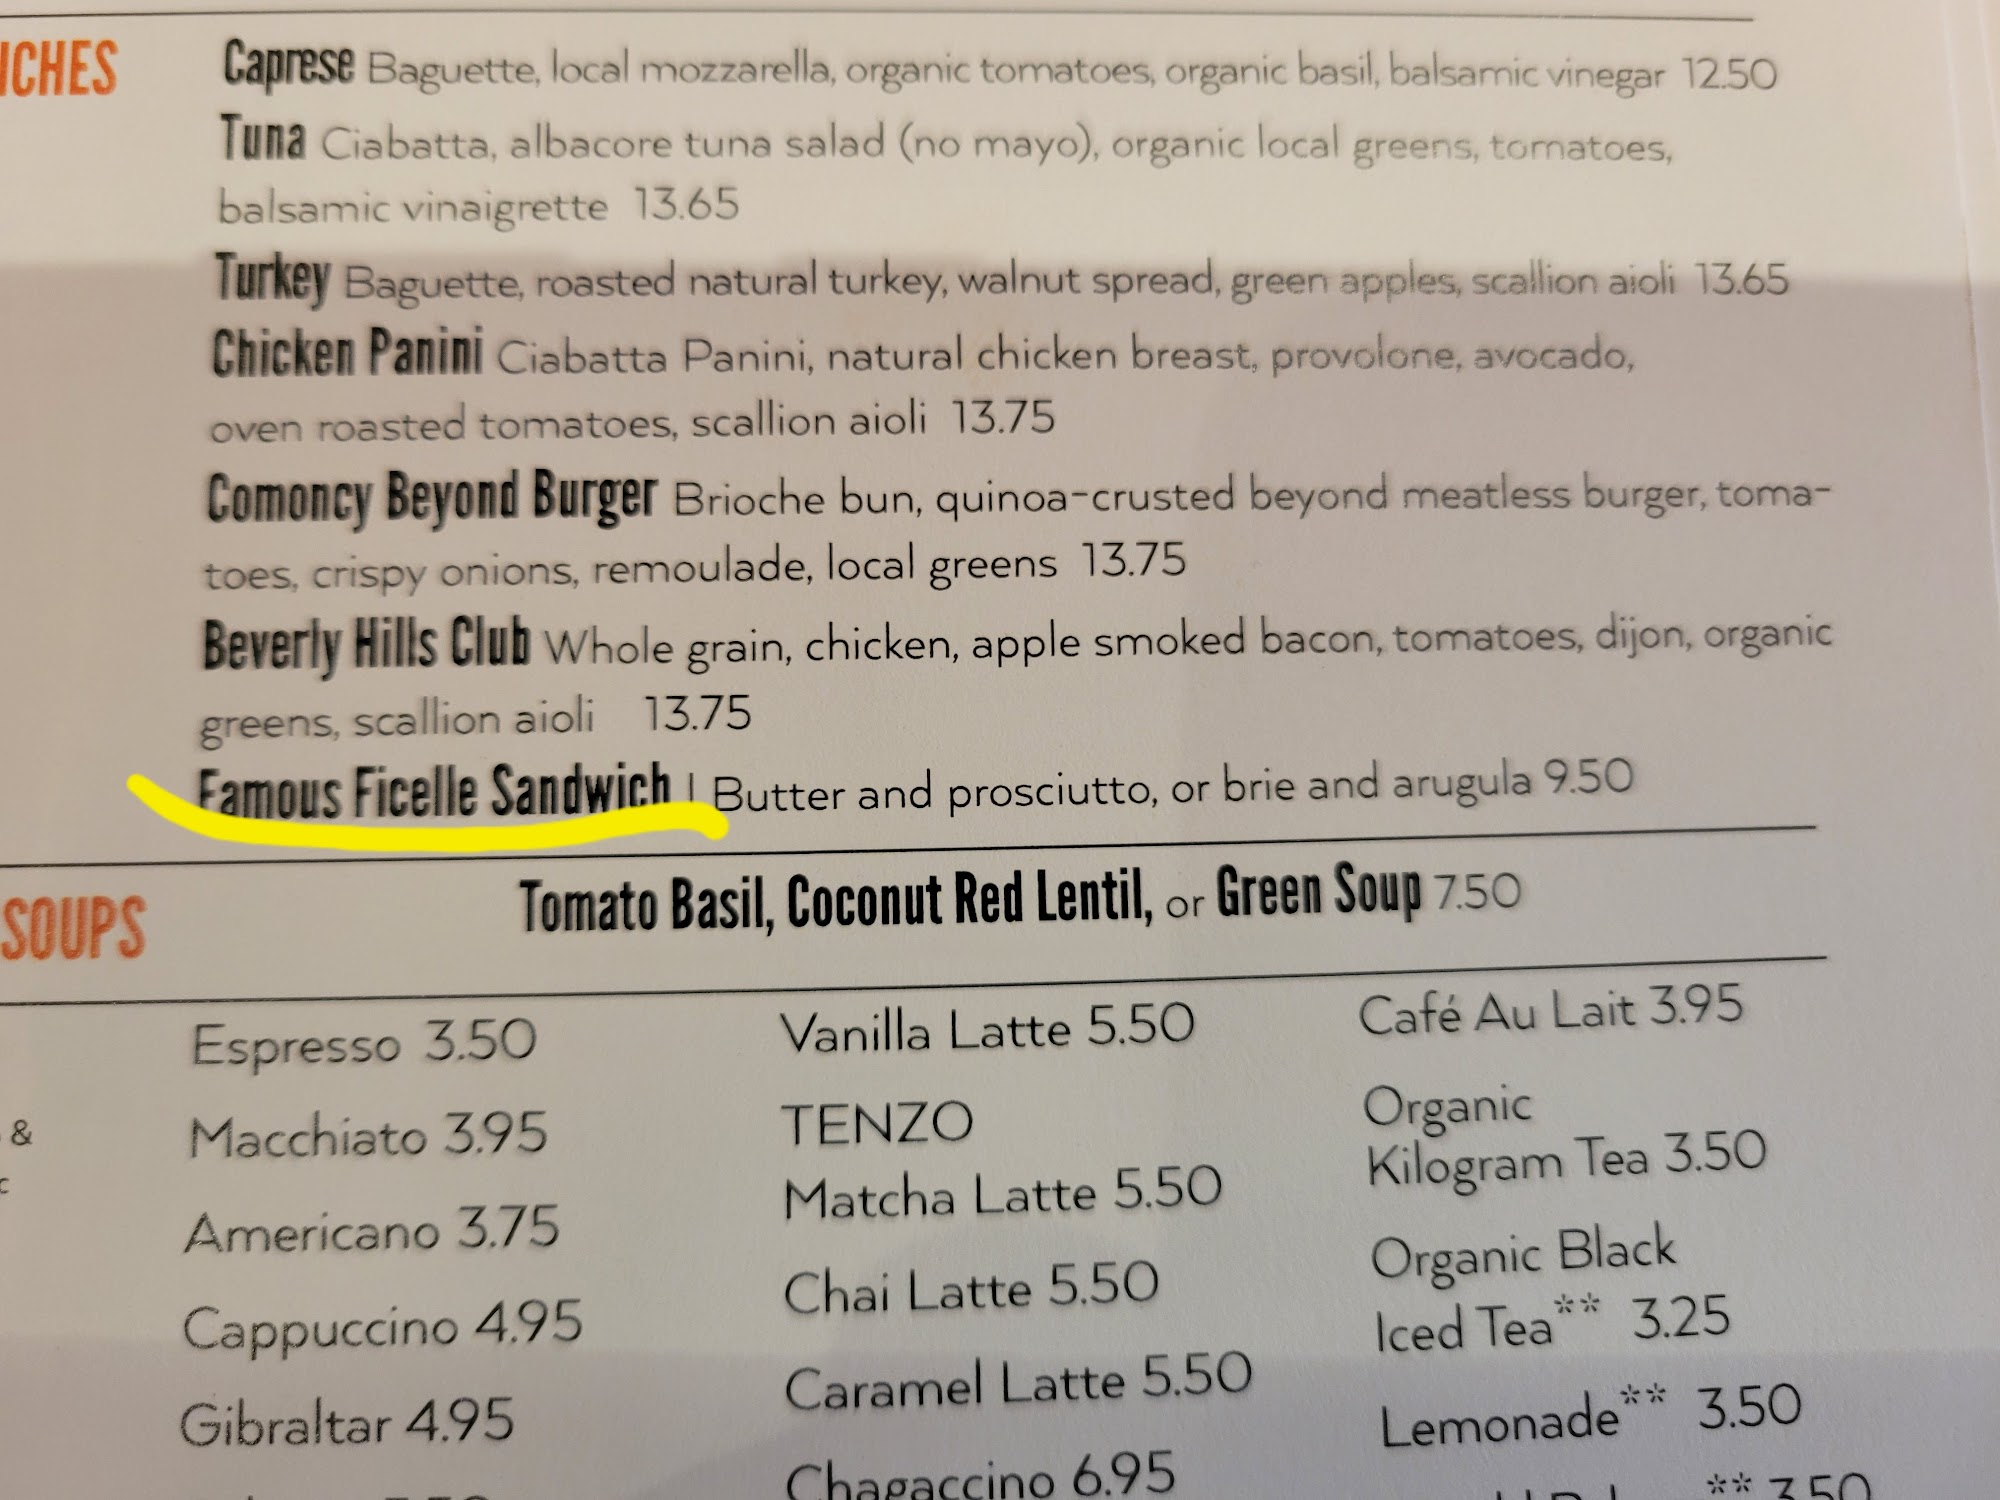 ICHES
Caprese Baguette, local mozzarella, organic tomatoes, organic basil, balsamic vinegar 12.50
Tuna Ciabatta, albacore tuna salad (no mayo), organic local greens, tomatoes,
balsamic vinaigrette 13.65
Turkey Baguette, roasted natural turkey, walnut spread, green apples, scallion aioli 13.65
Chicken Panini Ciabatta Panini, natural chicken breast, provolone, avocado,
oven roasted tomatoes, scallion aioli 13.75
Comoncy Beyond Burger Brioche bun, quinoa-crusted beyond meatless burger, toma-
toes, crispy onions, remoulade, local greens 13.75
Beverly Hills Club Whole grain, chicken, apple smoked bacon, tomatoes, dijon, organic
greens, scallion aioli 13.75
Famous Ficelle Sandwich | Butter and prosciutto, or brie and arugula 9.50
SOUPS
Tomato Basil, Coconut Red Lentil, or Green Soup 7.50
&
c
Espresso 3.50
Macchiato 3.95
Americano 3.75
Cappuccino 4.95
Gibraltar 4.95
Vanilla Latte 5.50
TENZO
Matcha Latte 5.50
Chai Latte 5.50
Caramel Latte 5.50
Chagaccino 6.95
Café Au Lait 3.95
Organic
Kilogram Tea 3.50
Organic Black
Iced Tea** 3.25
Lemonade** 3.50
** 3.50